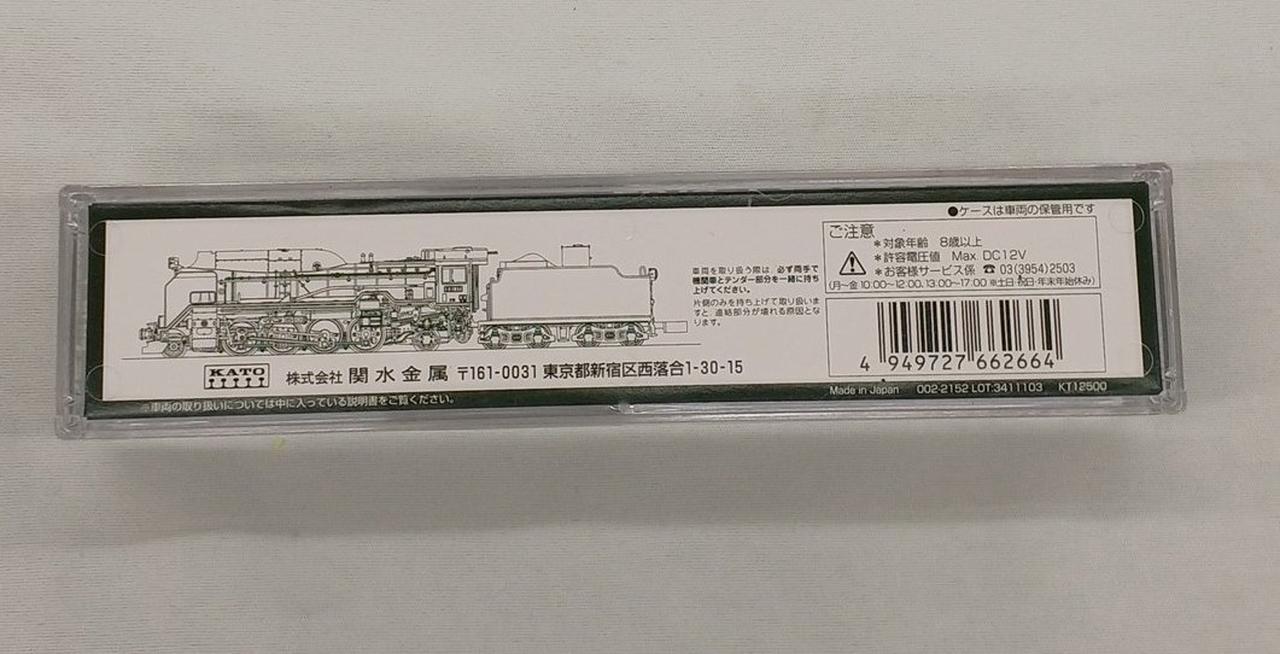 ●ケースは車両の保管用です
ご注意
＊対象年齢 8歳以上
＊許容電圧値 Max. DC12V
＊お客様サービス係 ☎ 03(3954)2503
(月〜金 10:00〜12:00, 13:00〜17:00 ※土日·祝日·年末年始休み)
車両を取り扱う際は、必ず両手で
機関車とテンダー部分を一緒に持ち
上げてください。
片側のみを持ち上げて取り扱いま
すと、連結部分が壊れる原因とな
ります。
4 949727 662664
KATO
株式会社 関水金属 〒161-0031 東京都新宿区西落合1-30-15
※車両の取り扱いについては中に入っている説明書をご覧ください。
Made in Japan 002-2152 LOT:3411103 KT12500